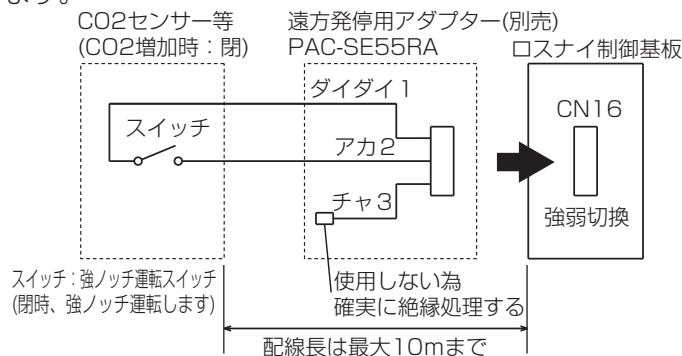 ます。
CO2センサー等
(CO2増加時：閉)
遠方発停用アダプター(別売)
PAC-SE55RA
ロスナイ制御基板
ダイダイ1
スイッチ
アカ2
チャ3
CN16
強弱切換
スイッチ：強ノッチ運転スイッチ
(閉時、強ノッチ運転します)
使用しない為
確実に絶縁処理する
配線長は最大10mまで